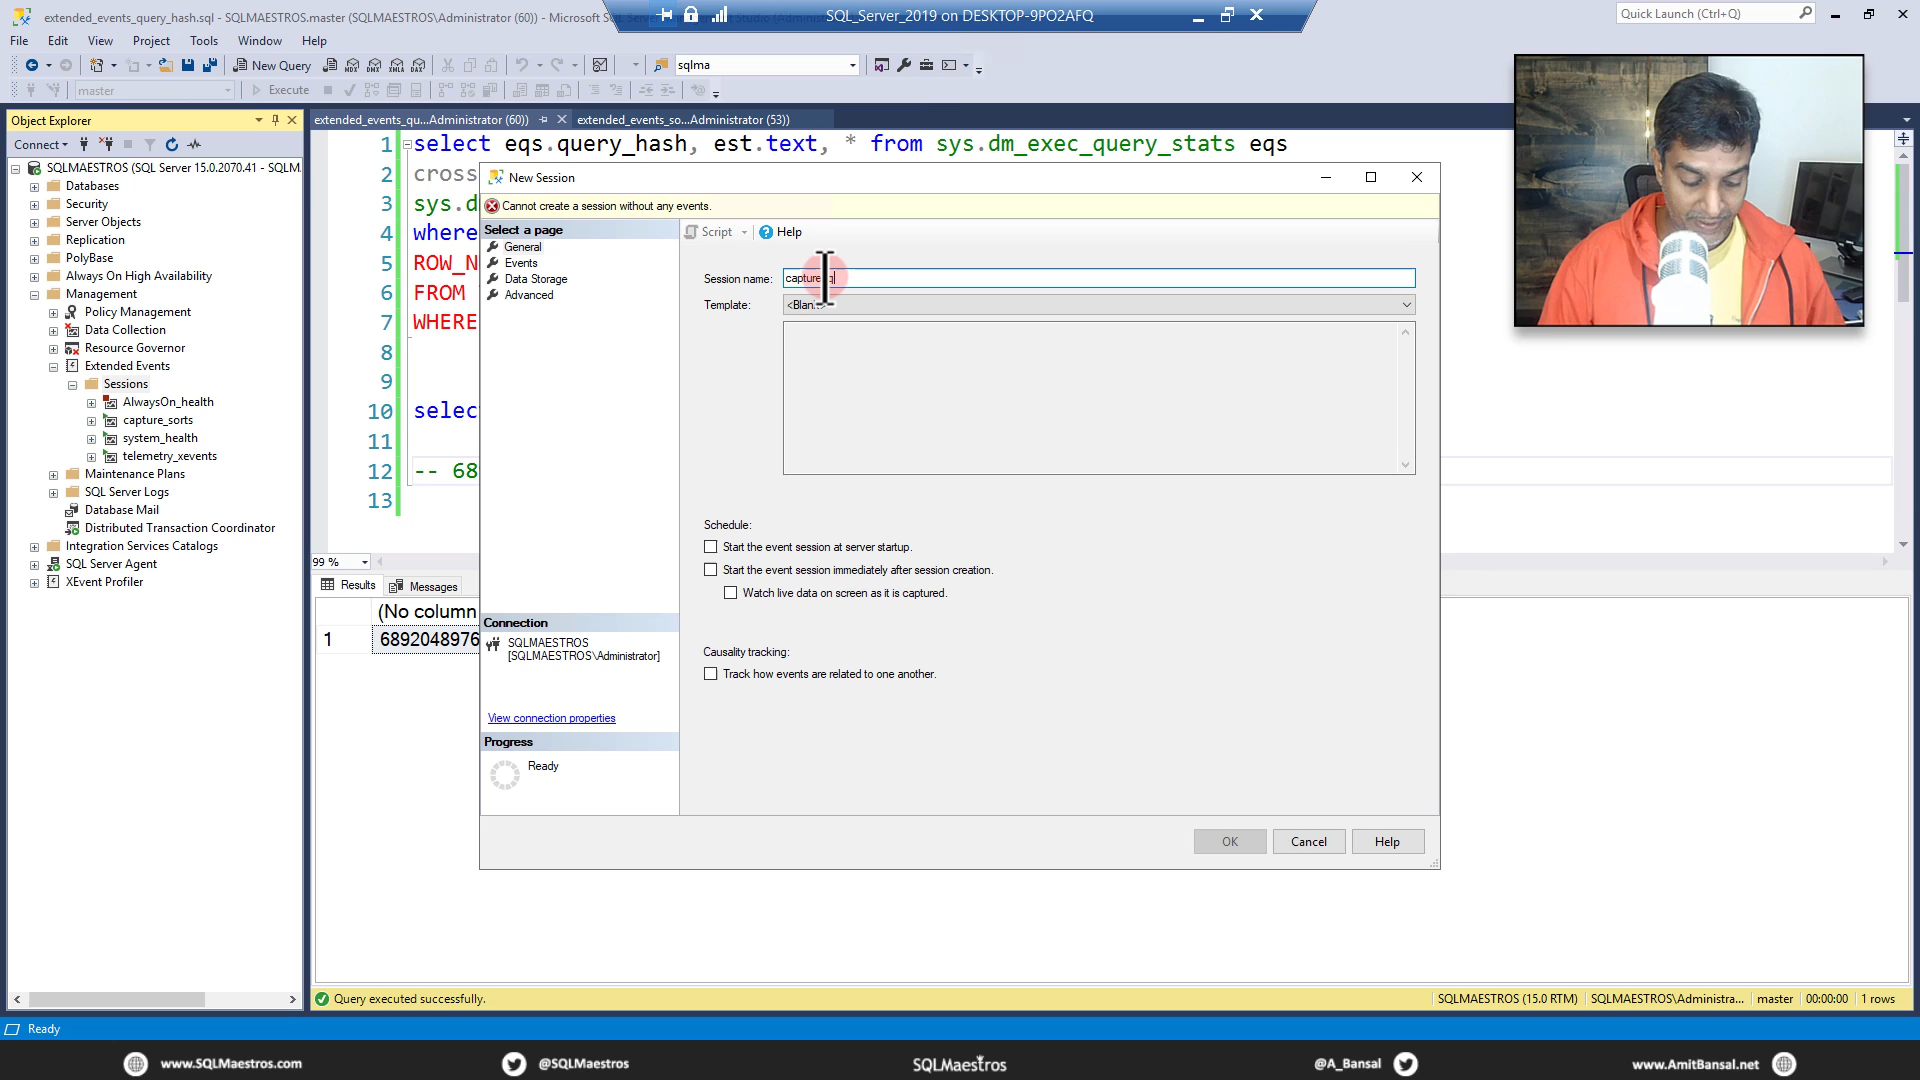 extended_events_query_hash.sql - SQLMAESTROS.master (SQLMAESTROS\Administrator (60))
SQL_Server_2019 on DESKTOP-9PO2AFQ
Quick Launch (Ctrl+Q)
File Edit View Project Tools Window Help
New Query
sqlma
master
Execute
Object Explorer
extended_events_qu...Administrator (60))
extended_events_so...Administrator (53))
Connect
SQLMAESTROS (SQL Server 15.0.2070.41 - SQLM
Databases
Security
Server Objects
Replication
PolyBase
Always On High Availability
Management
Policy Management
Data Collection
Resource Governor
Extended Events
Sessions
AlwaysOn_health
capture_sorts
system_health
telemetry_xevents
Maintenance Plans
SQL Server Logs
Database Mail
Distributed Transaction Coordinator
Integration Services Catalogs
SQL Server Agent
XEvent Profiler
1 select eqs.query_hash, est.text, * from sys.dm_exec_query_stats eqs
2 cross
3 sys.d
4 where
5 ROW_N
6 FROM
7 WHERE
8
9
10 selec
11
12 -- 68
13
99 %
Results Messages
(No column
1 6892048976
New Session
Cannot create a session without any events.
Select a page
General
Events
Data Storage
Advanced
Script Help
Session name:
Template:
Schedule:
Start the event session at server startup.
Start the event session immediately after session creation.
Watch live data on screen as it is captured.
Causality tracking:
Track how events are related to one another.
Connection
SQLMAESTROS
[SQLMAESTROS\Administrator]
View connection properties
Progress
Ready
OK Cancel Help
Query executed successfully.
SQLMAESTROS (15.0 RTM) SQLMAESTROS\Administra... master 00:00:00 1 rows
Ready
www.SQLMaestros.com
@SQLMaestros
SQLMAestros
@A_Bansal
www.AmitBansal.net